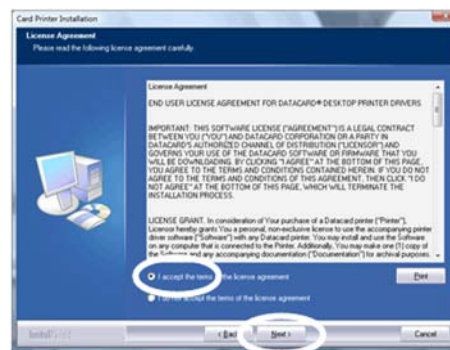 Card Printer Installation
License Agreement
Please read the following license agreement carefully.
License Agreement
END USER LICENSE AGREEMENT FOR DATACARD® DESKTOP PRINTER DRIVERS
IMPORTANT: THIS SOFTWARE LICENSE ("AGREEMENT") IS A LEGAL CONTRACT
BETWEEN YOU ("YOU") AND DATACARD CORPORATION OR A PARTY IN
DATACARD'S AUTHORIZED CHANNEL OF DISTRIBUTION ("LICENSOR") AND
GOVERNS YOUR USE OF THE DATACARD SOFTWARE OR FIRMWARE THAT YOU
WILL BE DOWNLOADING. BY CLICKING "I AGREE" AT THE BOTTOM OF THIS PAGE,
YOU AGREE TO THE TERMS AND CONDITIONS CONTAINED HEREIN. IF YOU DO NOT
AGREE TO THE TERMS AND CONDITIONS OF THIS AGREEMENT, THEN CLICK "I DO
NOT AGREE" AT THE BOTTOM OF THIS PAGE, WHICH WILL TERMINATE THE
INSTALLATION PROCESS.
LICENSE GRANT. In consideration of Your purchase of a Datacard printer ("Printer"),
Licensor hereby grants You a personal, non-exclusive license to use the accompanying printer
driver software ("Software") with any Datacard printer. You may install and use the Software
on any computer that is connected to the Printer. Additionally, You may make one (1) copy of
the Software and any accompanying documentation ("Documentation") for archival purposes.
I accept the terms of the license agreement
Print
I do not accept the terms of the license agreement
InstallShield
< Back
Next >
Cancel